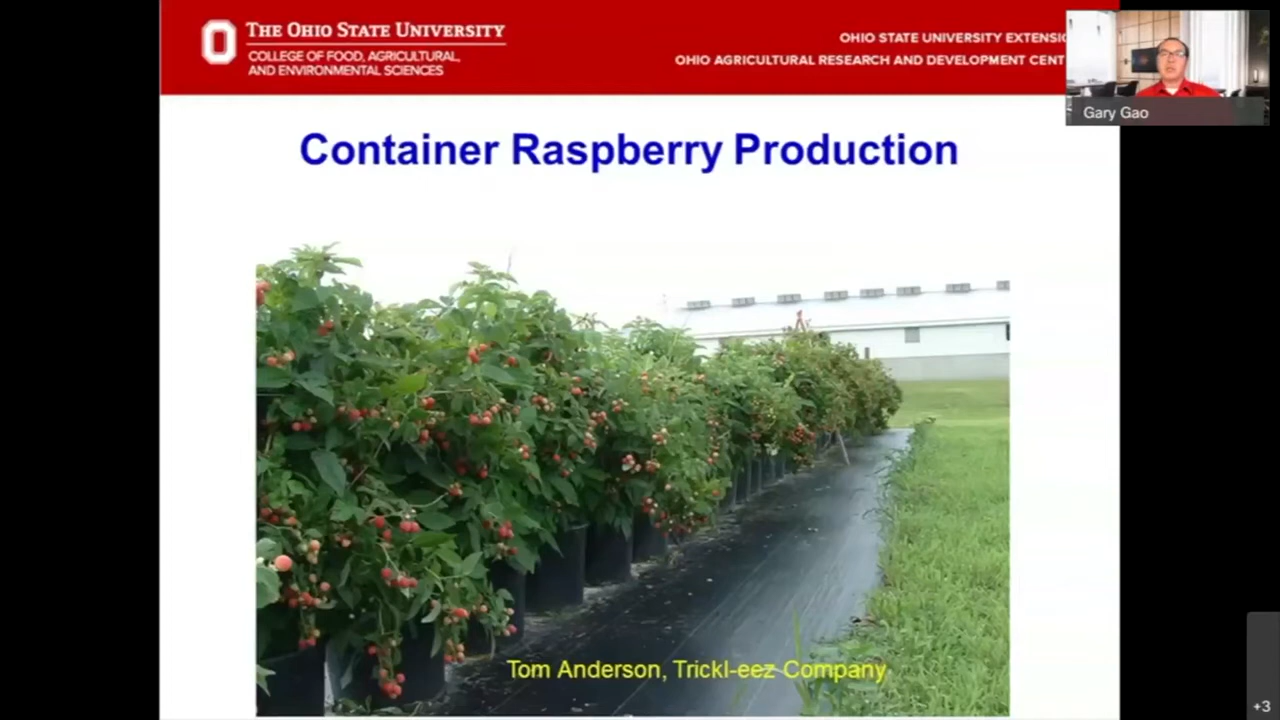 THE OHIO STATE UNIVERSITY
COLLEGE OF FOOD, AGRICULTURAL,
AND ENVIRONMENTAL SCIENCES
OHIO STATE UNIVERSITY EXTENSIO
OHIO AGRICULTURAL RESEARCH AND DEVELOPMENT CENT
Gary Gao
Container Raspberry Production
Tom Anderson, Trickl-eez Company
+3